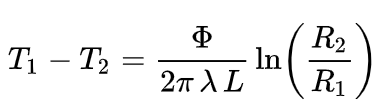 T₁ − T₂ = Φ / (2π λ L) ln(R₂ / R₁)